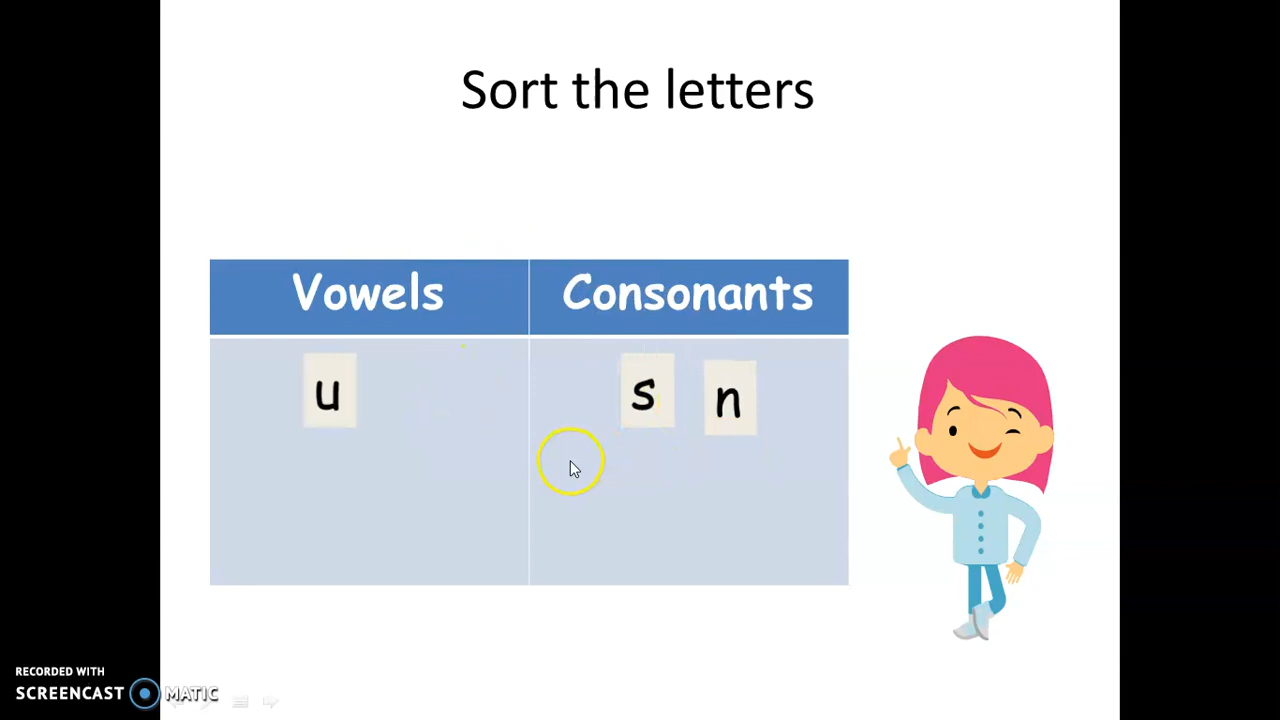 Sort the letters
Vowels Consonants
u s n
RECORDED WITH
SCREENCAST MATIC